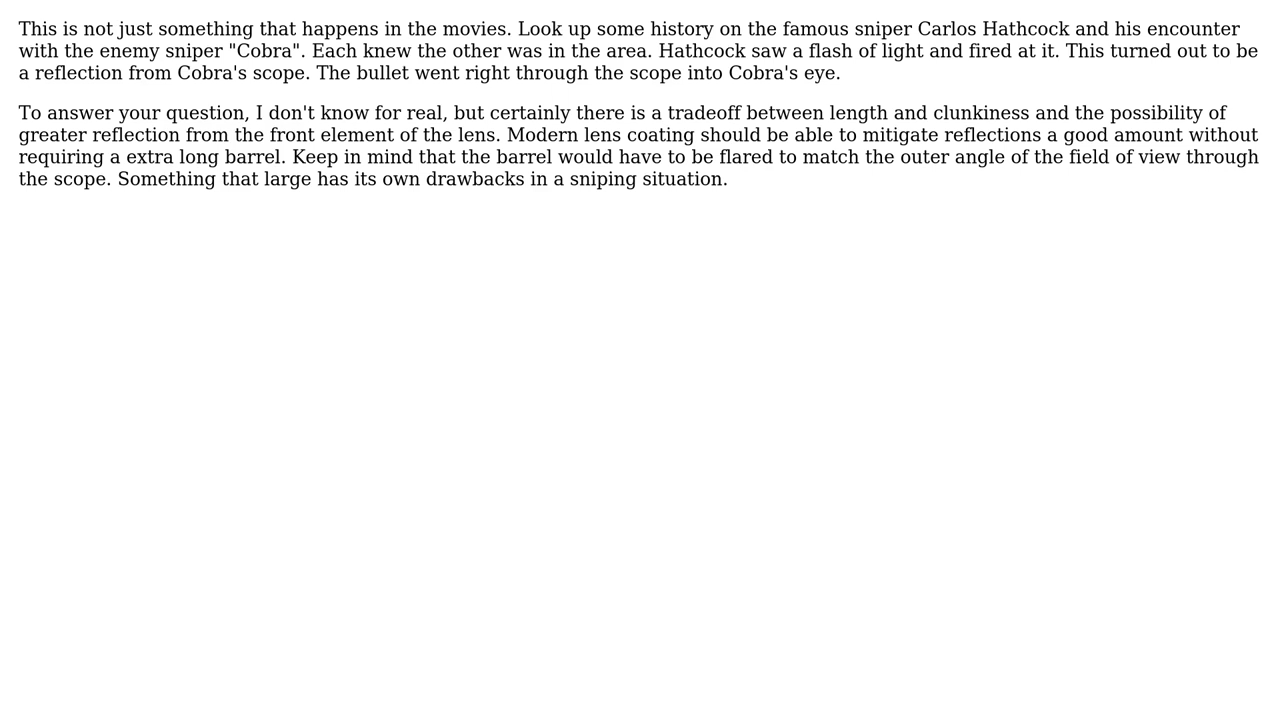 This is not just something that happens in the movies. Look up some history on the famous sniper Carlos Hathcock and his encounter
with the enemy sniper "Cobra". Each knew the other was in the area. Hathcock saw a flash of light and fired at it. This turned out to be
a reflection from Cobra's scope. The bullet went right through the scope into Cobra's eye.
To answer your question, I don't know for real, but certainly there is a tradeoff between length and clunkiness and the possibility of
greater reflection from the front element of the lens. Modern lens coating should be able to mitigate reflections a good amount without
requiring a extra long barrel. Keep in mind that the barrel would have to be flared to match the outer angle of the field of view through
the scope. Something that large has its own drawbacks in a sniping situation.